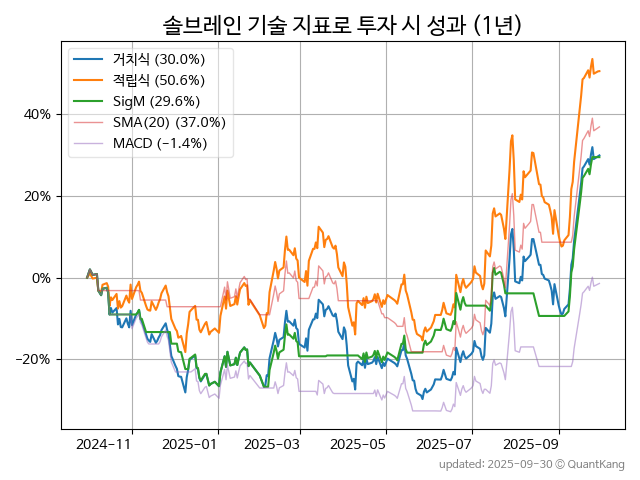 솔브레인 기술 지표로 투자 시 성과 (1년)
거치식 (30.0%)
적립식 (50.6%)
SigM (29.6%)
SMA(20) (37.0%)
MACD (−1.4%)
40%
20%
0%
−20%
2024−11 2025−01 2025−03 2025−05 2025−07 2025−09
updated: 2025-09-30 © QuantKang